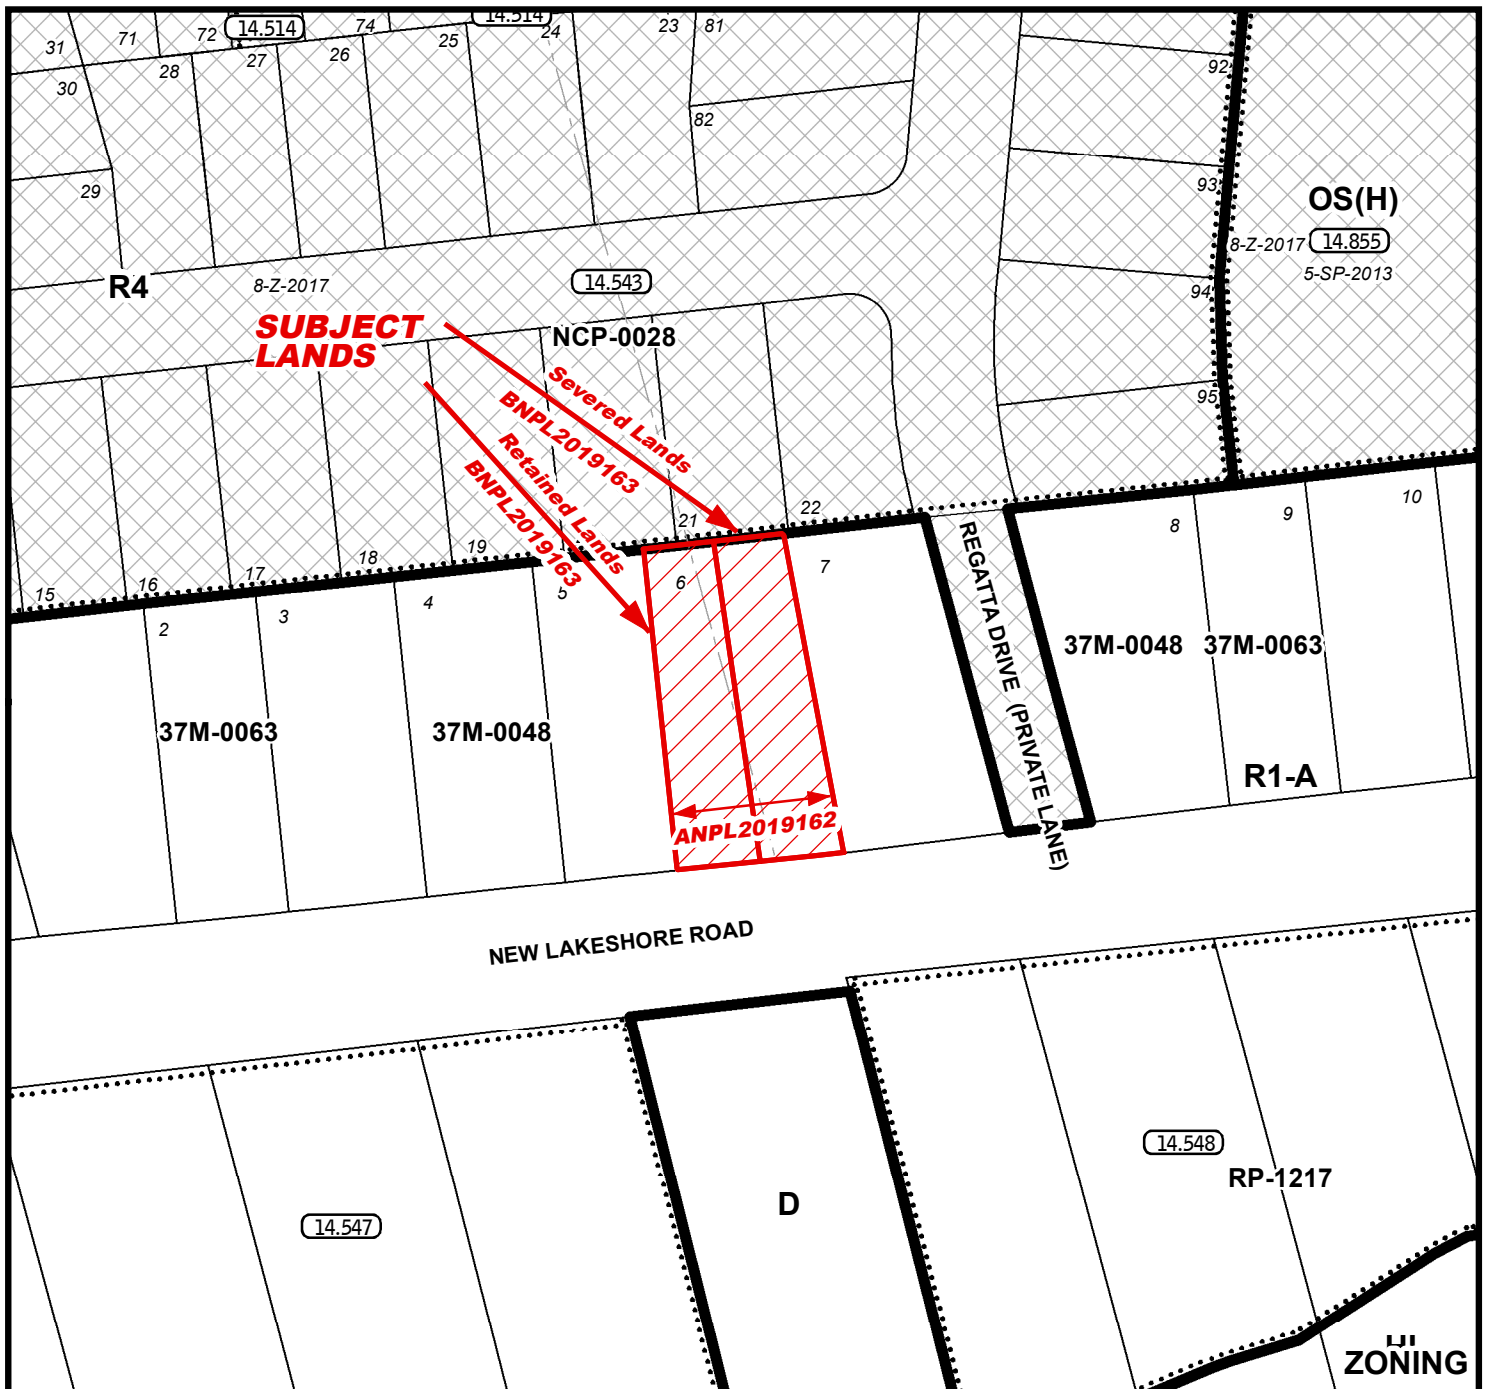 31
71
72
14.514
74
14.514
25
24
23
81
30
28
27
26
82
92
29
93
OS(H)
8-Z-2017
14.855
5-SP-2013
94
R4
8-Z-2017
14.543
NCP-0028
SUBJECT
LANDS
Severed Lands
BNPL2019163
Retained Lands
BNPL2019163
95
15
16
17
18
19
21
22
2
3
4
5
6
7
8
9
10
REGATTA DRIVE (PRIVATE LANE)
37M-0063
37M-0048
37M-0048
37M-0063
R1-A
ANPL2019162
NEW LAKESHORE ROAD
14.547
D
14.548
RP-1217
ZONING